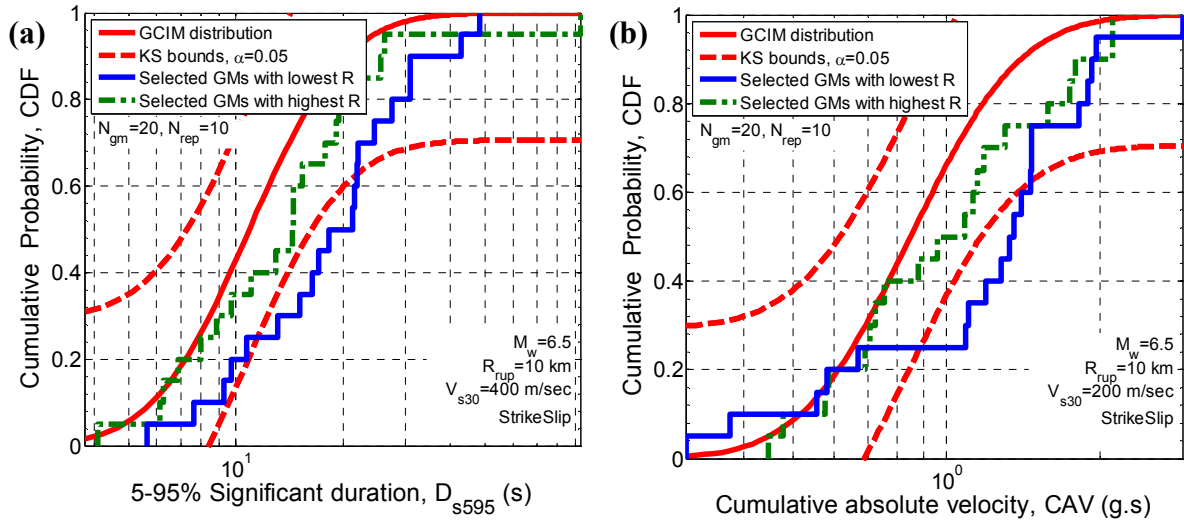 (a)
GCIM distribution
KS bounds, α=0.05
Selected GMs with lowest R
Selected GMs with highest R
N_gm=20, N_rep=10
M_w=6.5
R_rup=10 km
V_s30=400 m/sec
StrikeSlip
Cumulative Probability, CDF
1
0.8
0.6
0.4
0.2
0
10^1
5-95% Significant duration, D_s595 (s)
(b)
GCIM distribution
KS bounds, α=0.05
Selected GMs with lowest R
Selected GMs with highest R
N_gm=20, N_rep=10
M_w=6.5
R_rup=10 km
V_s30=200 m/sec
StrikeSlip
Cumulative Probability, CDF
1
0.8
0.6
0.4
0.2
0
10^0
Cumulative absolute velocity, CAV (g.s)